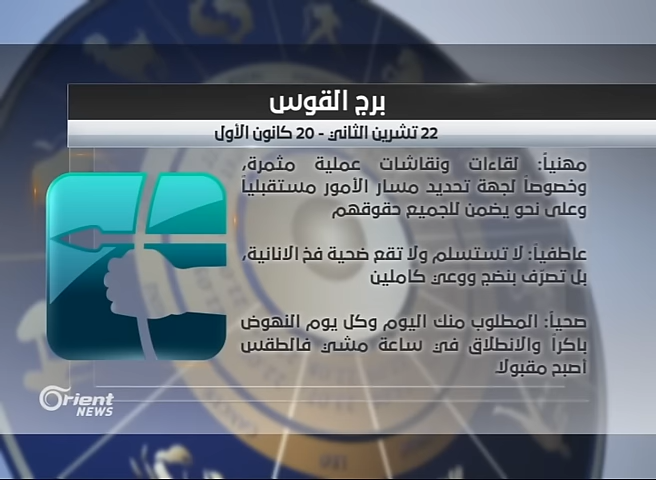 برج القوس
22 تشرين الثاني - 20 كانون الأول
مهنياً: لقاءات ونقاشات عملية مثمرة،
وخصوصاً لجهة تحديد مسار الأمور مستقبلياً
وعلى نحو يضمن للجميع حقوقهم
عاطفياً: لا تستسلم ولا تقع ضحية فخ الانانية،
بل تصرّف بنضج ووعي كاملين
صحياً: المطلوب منك اليوم وكل يوم النهوض
باكراً والانطلاق في ساعة مشي فالطقس
أصبح مقبولا
Orient
NEWS